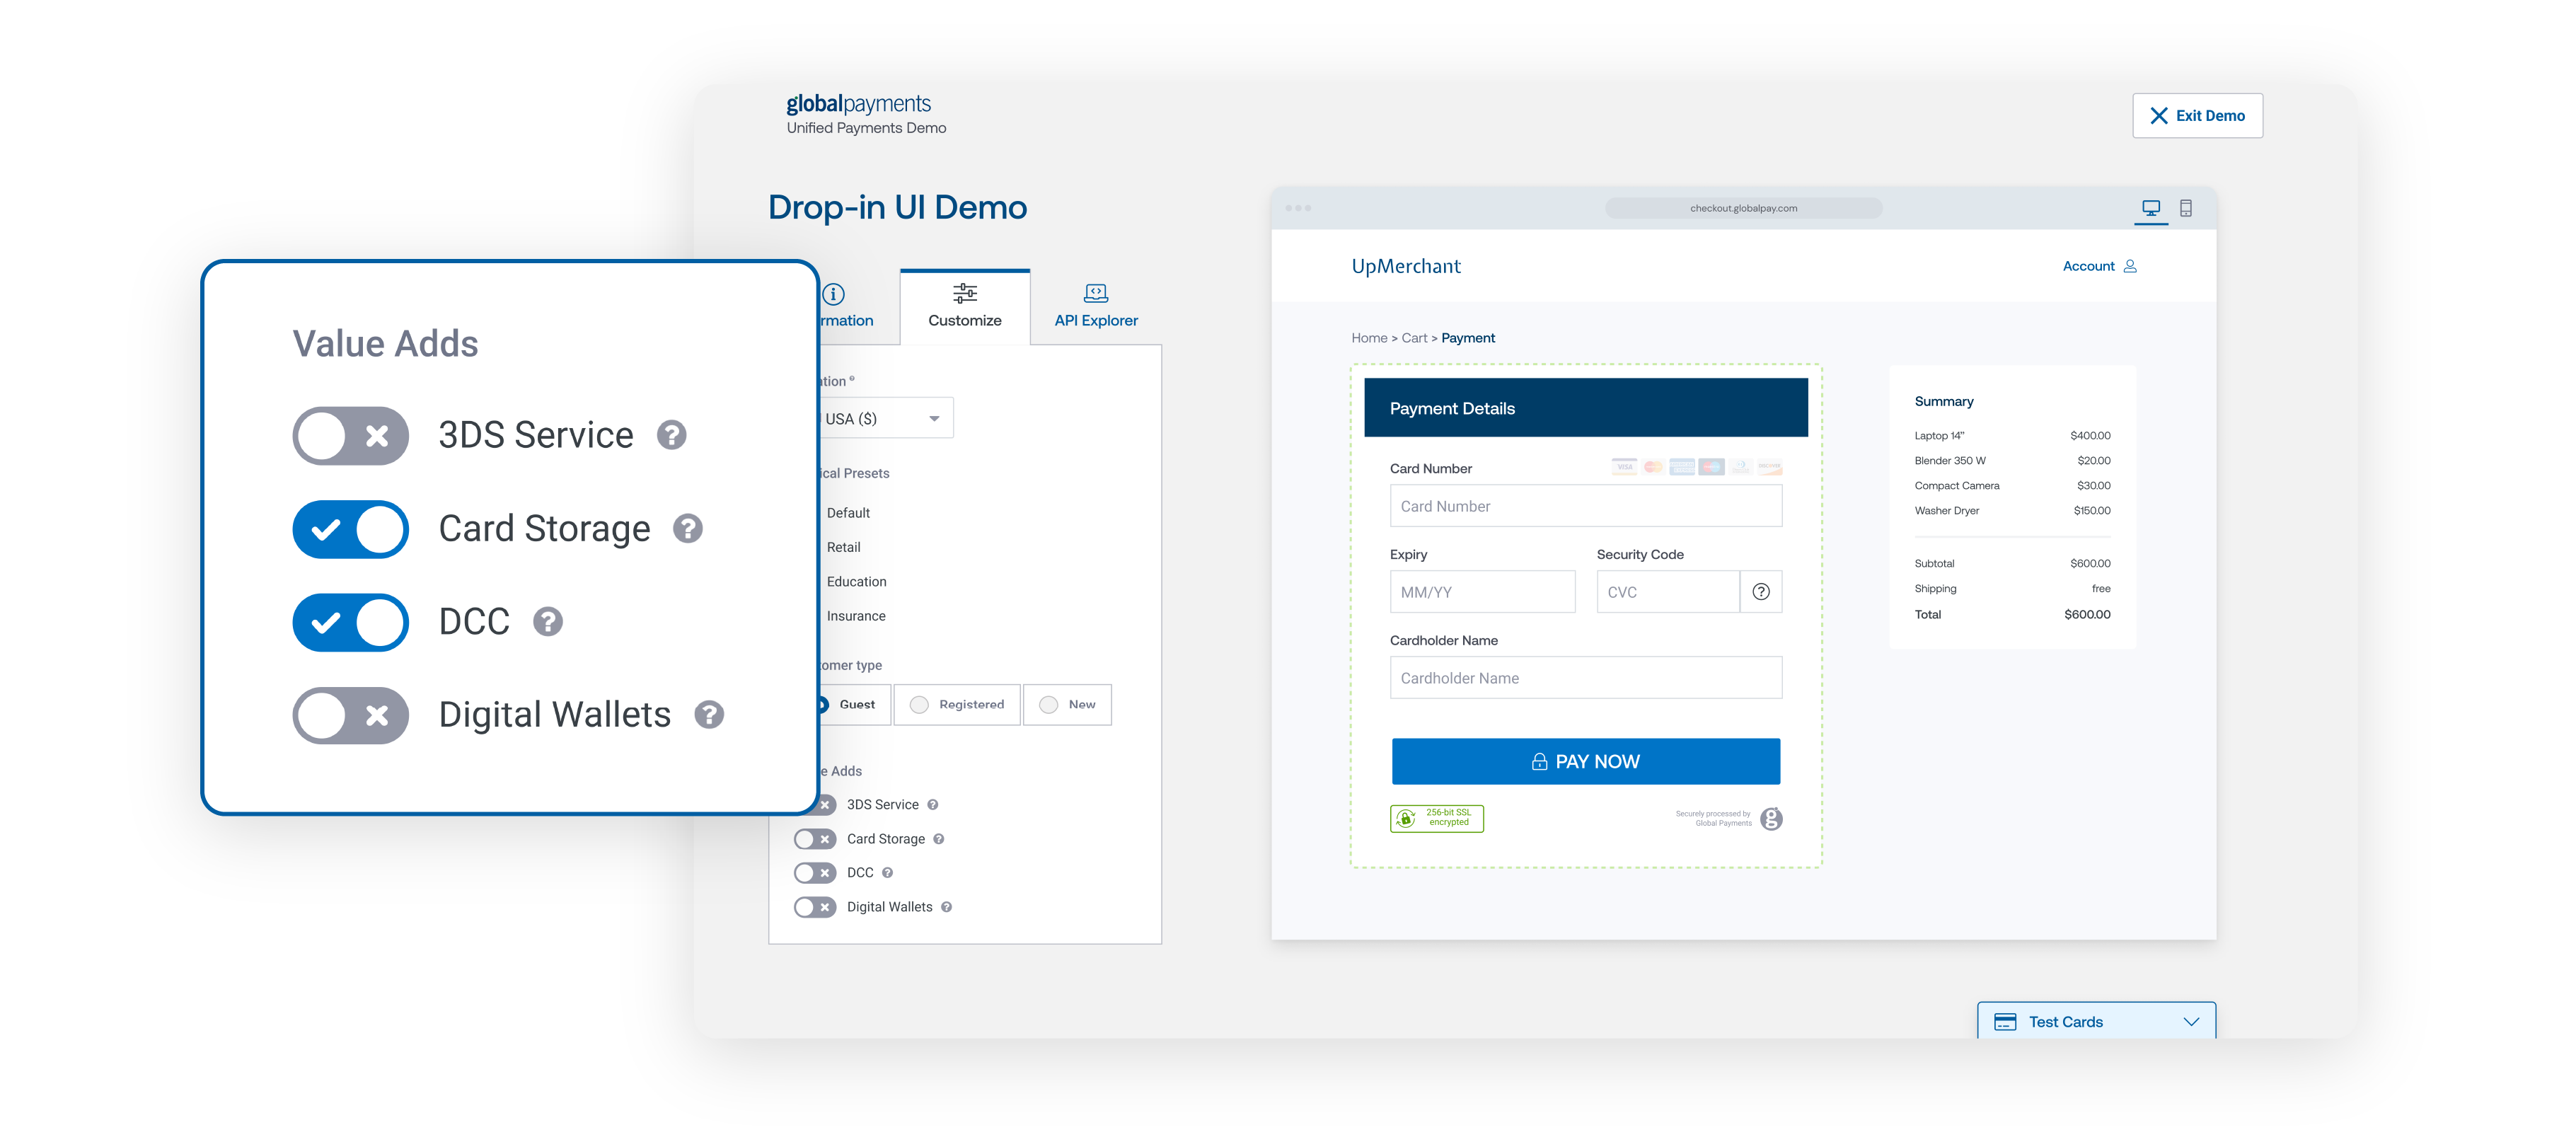 globalpayments
Unified Payments Demo
Exit Demo
Drop-in UI Demo
Customize
API Explorer
USA ($)
Presets
Default
Retail
Education
Insurance
type
Guest
Registered
New
Adds
3DS Service
Card Storage
DCC
Digital Wallets
Value Adds
3DS Service
Card Storage
DCC
Digital Wallets
checkout.globalpay.com
UpMerchant
Account
Home > Cart > Payment
Payment Details
Card Number
VISA
Card Number
Expiry
Security Code
MM/YY
CVC
Cardholder Name
Cardholder Name
PAY NOW
256-bit SSL
encrypted
Securely processed by
Global Payments
g
Summary
Laptop 14” $400.00
Blender 350 W $20.00
Compact Camera $30.00
Washer Dryer $150.00
Subtotal $600.00
Shipping free
Total $600.00
Test Cards